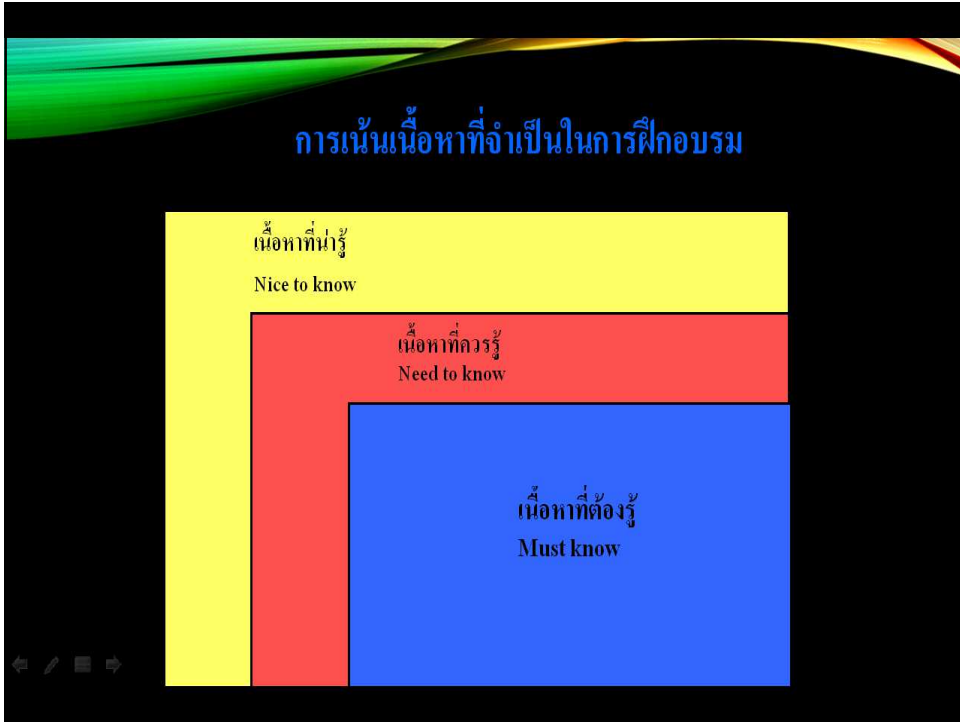 การเน้นเนื้อหาที่จำเป็นในการฝึกอบรม
เนื้อหาที่น่ารู้
Nice to know
เนื้อหาที่ควรรู้
Need to know
เนื้อหาที่ต้องรู้
Must know